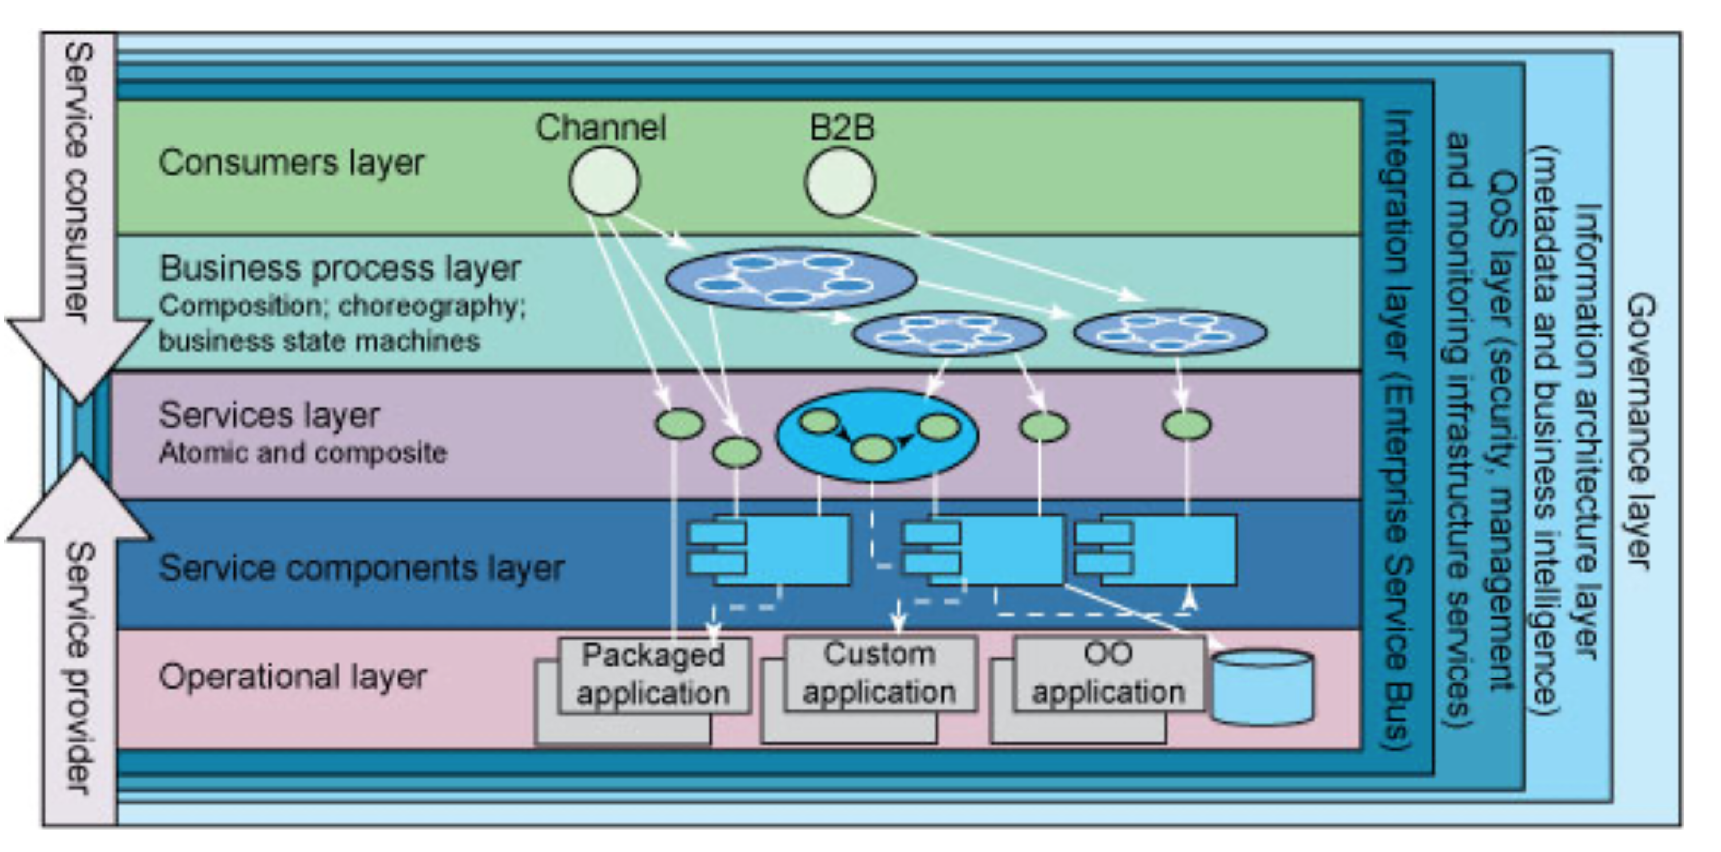 Service consumer
Service provider
Channel
B2B
Consumers layer
Business process layer
Composition; choreography;
business state machines
Services layer
Atomic and composite
Service components layer
Operational layer
Packaged
application
Custom
application
OO
application
Integration layer (Enterprise Service Bus)
QoS layer (security, management
and monitoring infrastructure services)
Information architecture layer
(metadata and business intelligence)
Governance layer